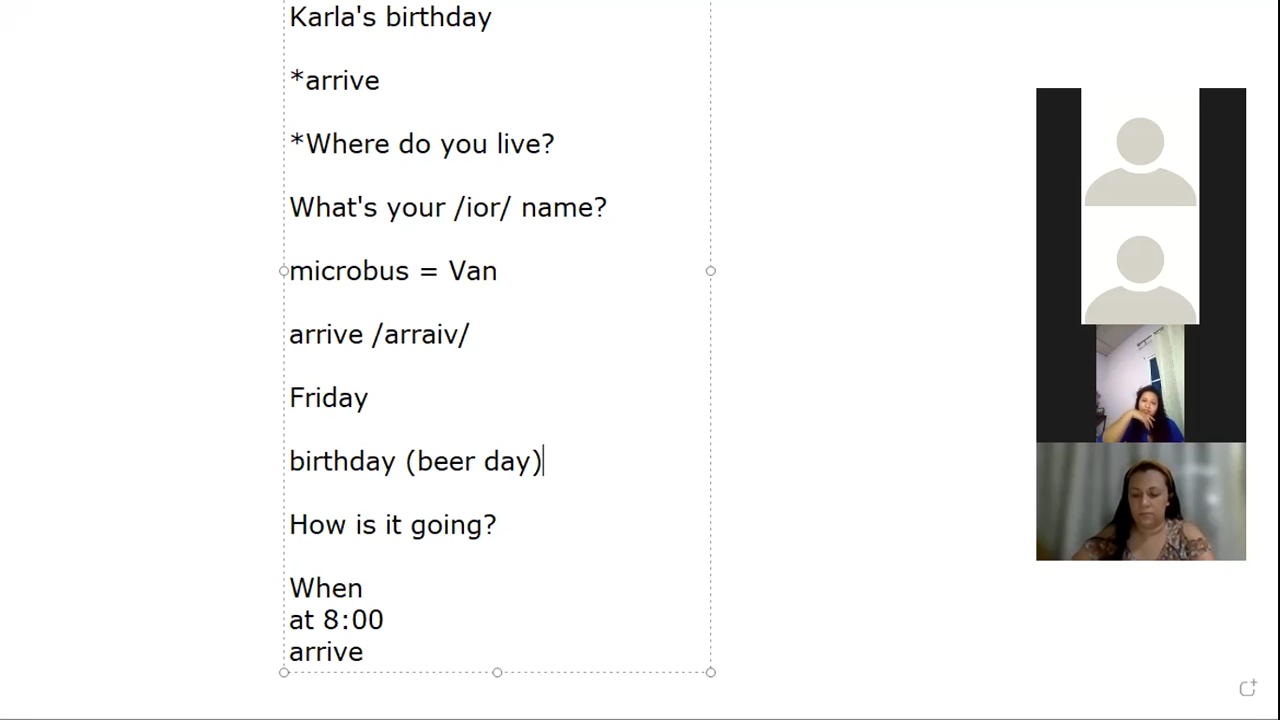 Karla's birthday
*arrive
*Where do you live?
What's your /ior/ name?
microbus = Van
arrive /arraiv/
Friday
birthday (beer day)
How is it going?
When
at 8:00
arrive